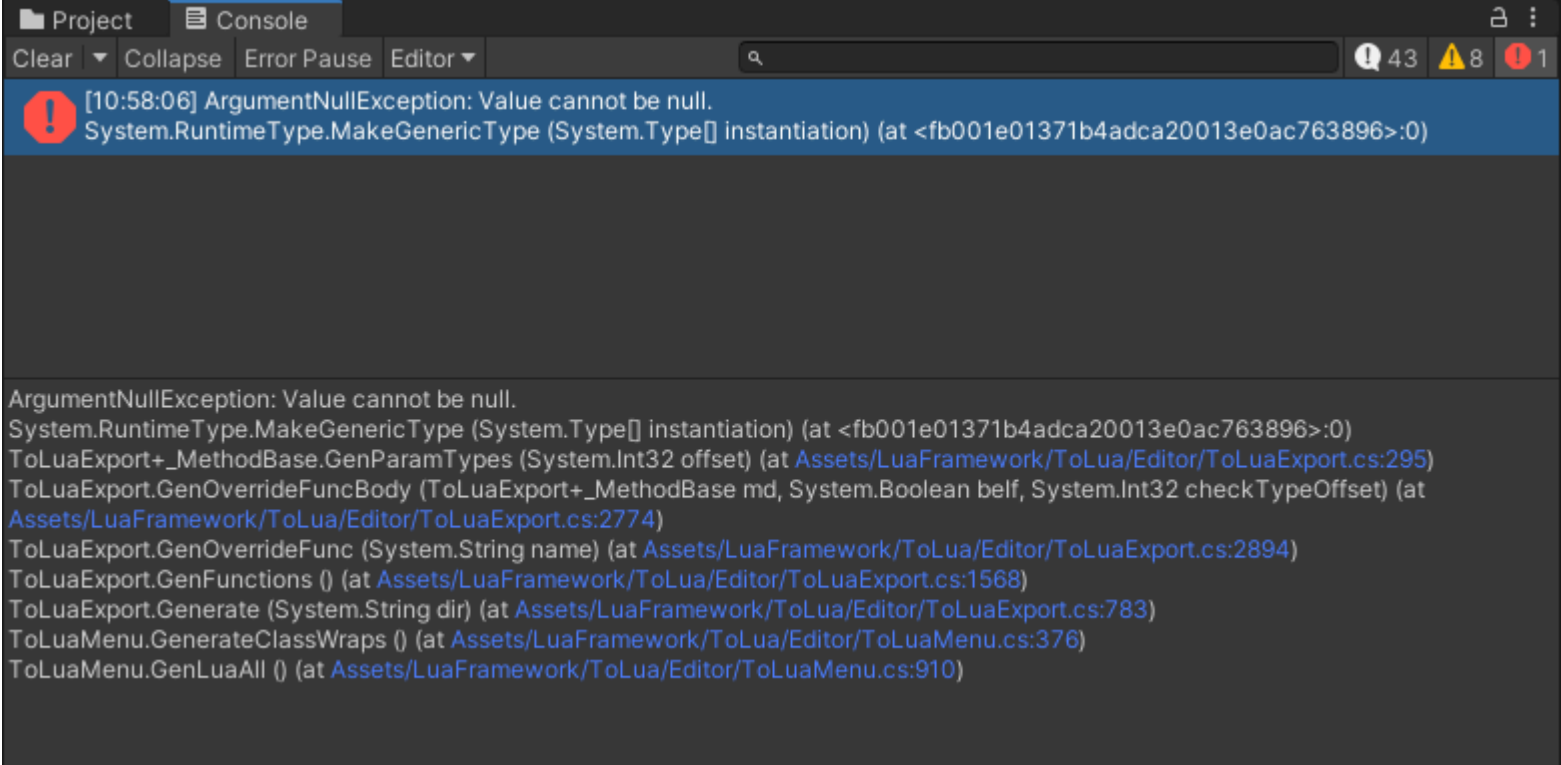 Project Console
Clear Collapse Error Pause Editor 43 8 1
[10:58:06] ArgumentNullException: Value cannot be null.
System.RuntimeType.MakeGenericType (System.Type[] instantiation) (at <fb001e01371b4adca20013e0ac763896>:0)
ArgumentNullException: Value cannot be null.
System.RuntimeType.MakeGenericType (System.Type[] instantiation) (at <fb001e01371b4adca20013e0ac763896>:0)
ToLuaExport+_MethodBase.GenParamTypes (System.Int32 offset) (at Assets/LuaFramework/ToLua/Editor/ToLuaExport.cs:295)
ToLuaExport.GenOverrideFuncBody (ToLuaExport+_MethodBase md, System.Boolean beIf, System.Int32 checkTypeOffset) (at
Assets/LuaFramework/ToLua/Editor/ToLuaExport.cs:2774)
ToLuaExport.GenOverrideFunc (System.String name) (at Assets/LuaFramework/ToLua/Editor/ToLuaExport.cs:2894)
ToLuaExport.GenFunctions () (at Assets/LuaFramework/ToLua/Editor/ToLuaExport.cs:1568)
ToLuaExport.Generate (System.String dir) (at Assets/LuaFramework/ToLua/Editor/ToLuaExport.cs:783)
ToLuaMenu.GenerateClassWraps () (at Assets/LuaFramework/ToLua/Editor/ToLuaMenu.cs:376)
ToLuaMenu.GenLuaAll () (at Assets/LuaFramework/ToLua/Editor/ToLuaMenu.cs:910)